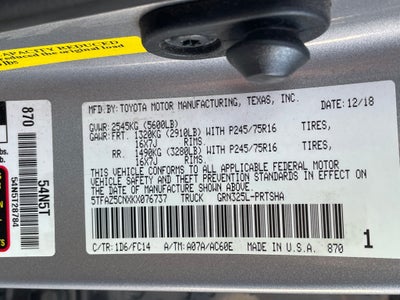 CAPACITY REDUCED
MFD.BY: TOYOTA MOTOR MANUFACTURING, TEXAS, INC.
GVWR: 2545KG (5600LB) 12/18
GAWR:FRT. 1320KG (2910LB) WITH P245/75R16 TIRES,
16X7J RIMS,
RR. 1490KG (3280LB) WITH P245/75R16 TIRES,
16X7J RIMS,
THIS VEHICLE CONFORMS TO ALL APPLICABLE FEDERAL MOTOR
VEHICLE SAFETY AND THEFT PREVENTION STANDARDS IN EFFECT
ON THE DATE OF MANUFACTURE SHOWN ABOVE.
5TFAZ5CNXKX076737 TRUCK GRN325L-PRTSHA
C/TR: 1D6/FC14 A/TM: A07A/AC60E MADE IN U.S.A. 870 1
870
54N5T
54N5T28784